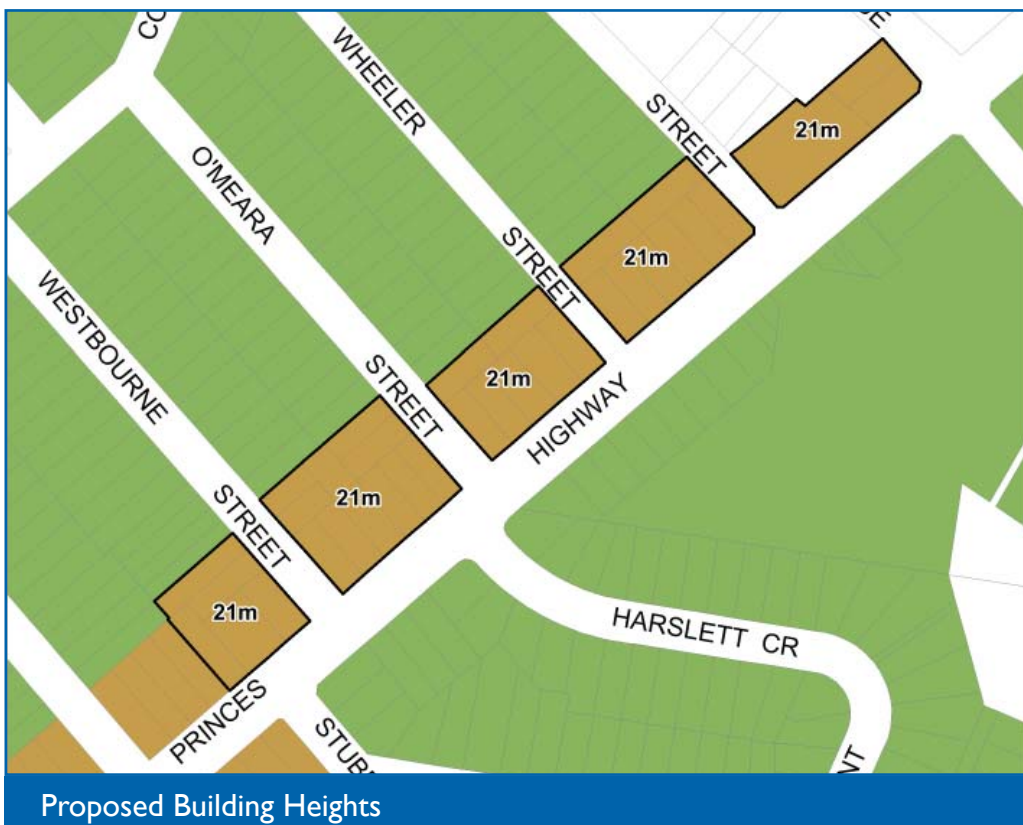 WHEELER
STREET
21m
O'MEARA
STREET
21m
STREET
21m
WESTBOURNE
HIGHWAY
STREET
21m
21m
HARSLETT CR
PRINCES
Proposed Building Heights